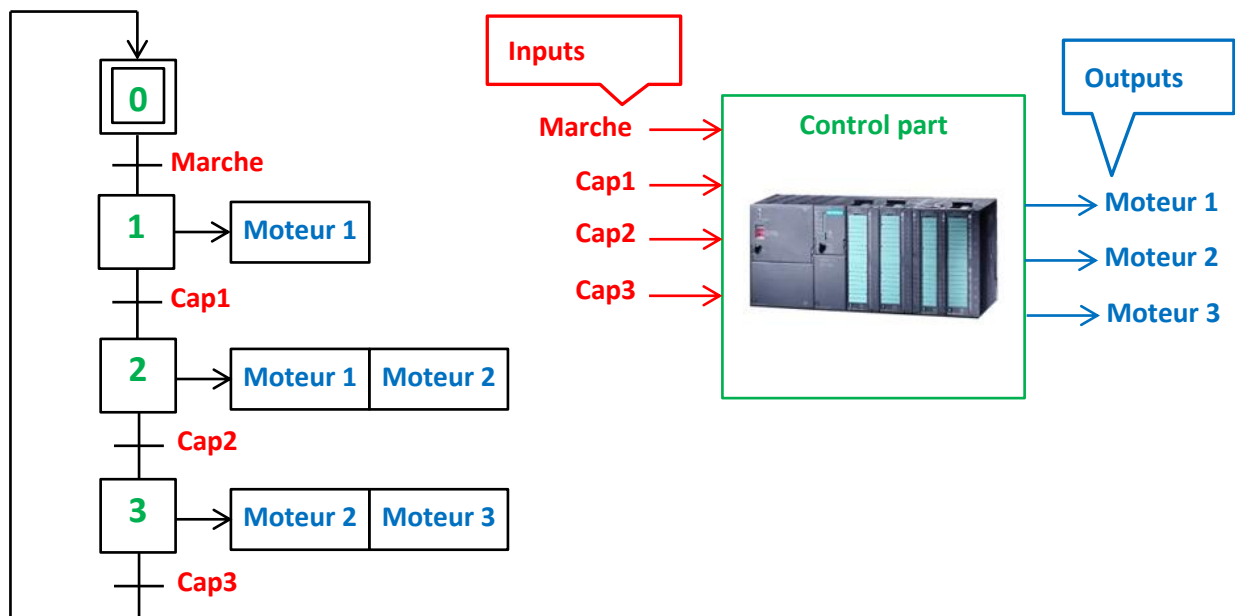 0
Marche
1
Moteur 1
Cap1
2
Moteur 1 Moteur 2
Cap2
3
Moteur 2 Moteur 3
Cap3
Inputs
Marche
Cap1
Cap2
Cap3
Control part
Outputs
Moteur 1
Moteur 2
Moteur 3